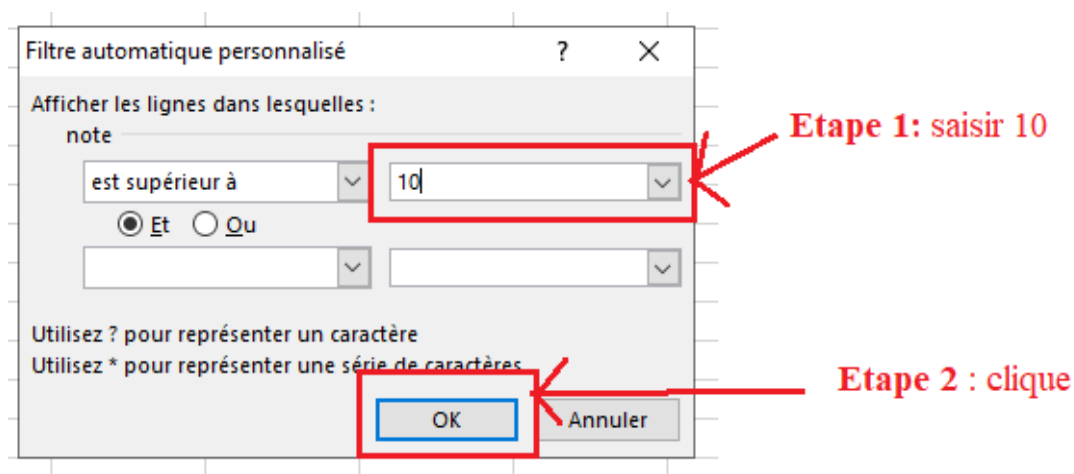 Filtre automatique personnalisé ?
Afficher les lignes dans lesquelles :
note
est supérieur à 10
Et Ou
Utilisez ? pour représenter un caractère
Utilisez * pour représenter une série de caractères
OK Annuler
Etape 1: saisir 10
Etape 2 : clique